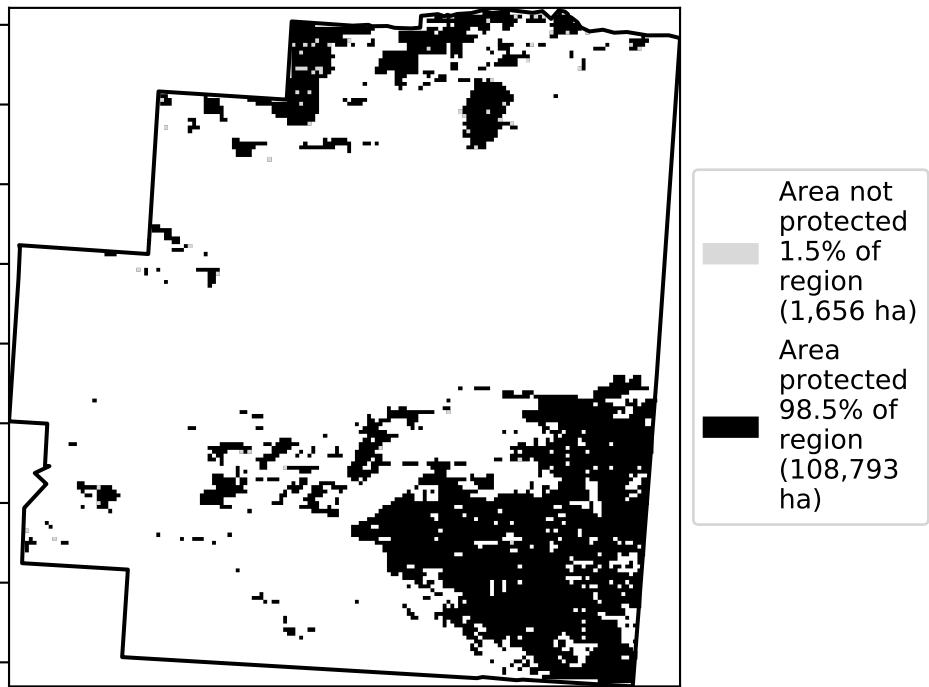 Area not
protected
1.5% of
region
(1,656 ha)
Area
protected
98.5% of
region
(108,793
ha)